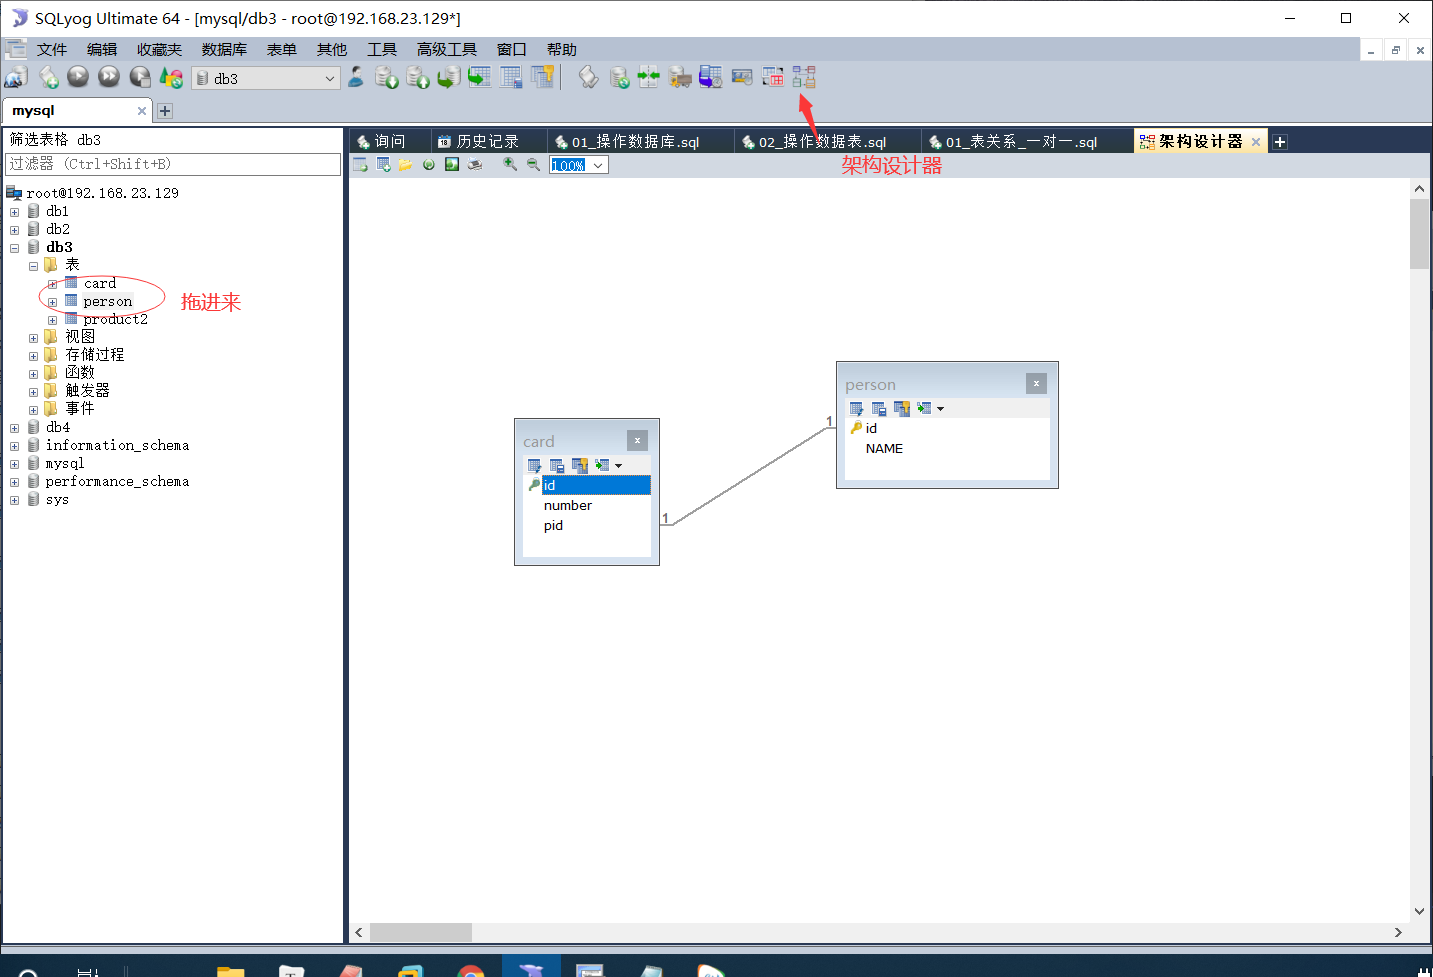 SQLyog Ultimate 64 - [mysql/db3 - root@192.168.23.129*]
文件 编辑 收藏夹 数据库 表单 其他 工具 高级工具 窗口 帮助
db3
mysql
筛选表格 db3
过滤器 (Ctrl+Shift+B)
root@192.168.23.129
db1
db2
db3
表
card
person
product2
视图
存储过程
函数
触发器
事件
db4
information_schema
mysql
performance_schema
sys
拖进来
询问 历史记录 01_操作数据库.sql 02_操作数据表.sql 01_表关系_一对一.sql 架构设计器
100%
架构设计器
card
id
number
pid
1
1
person
id
NAME